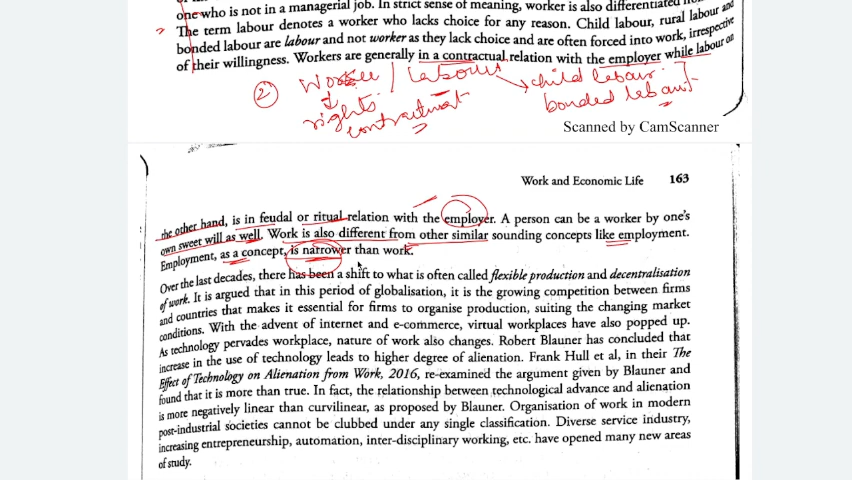 one who is not in a managerial job. In strict sense of meaning, worker is also differentiated
The term labour denotes a worker who lacks choice for any reason. Child labour, rural labour and
bonded labour are labour and not worker as they lack choice and are often forced into work, irrespective
of their willingness. Workers are generally in a contractual relation with the employer while labour on
② / labour → child labour
rights bonded labour
Scanned by CamScanner
Work and Economic Life 163
the other hand, is in feudal or ritual relation with the employer. A person can be a worker by one's
own sweet will as well. Work is also different from other similar sounding concepts like employment.
Employment, as a concept, is narrower than work.
Over the last decades, there has been a shift to what is often called flexible production and decentralisation
of work. It is argued that in this period of globalisation, it is the growing competition between firms
and countries that makes it essential for firms to organise production, suiting the changing market
conditions. With the advent of internet and e-commerce, virtual workplaces have also popped up.
As technology pervades workplace, nature of work also changes. Robert Blauner has concluded that
increase in the use of technology leads to higher degree of alienation. Frank Hull et al, in their The
Effect of Technology on Alienation from Work, 2016, re-examined the argument given by Blauner and
found that it is more than true. In fact, the relationship between technological advance and alienation
is more negatively linear than curvilinear, as proposed by Blauner. Organisation of work in modern
post-industrial societies cannot be clubbed under any single classification. Diverse service industry,
increasing entrepreneurship, automation, inter-disciplinary working, etc. have opened many new areas
of study.